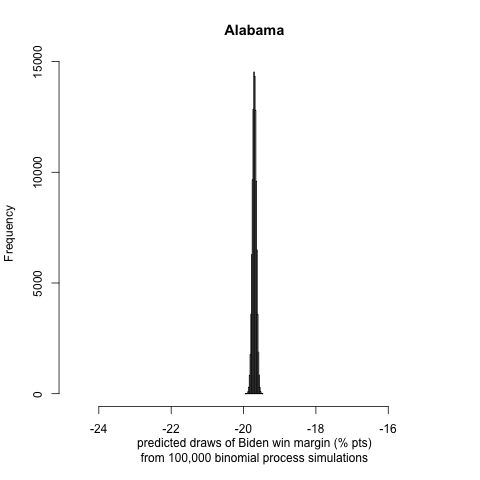 Alabama
Frequency
15000
10000
5000
0
-24 -22 -20 -18 -16
predicted draws of Biden win margin (% pts)
from 100,000 binomial process simulations